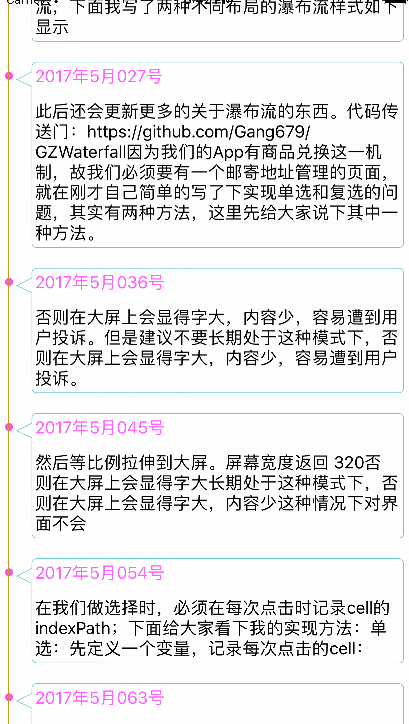 流，下面我写了两种不同布局的瀑布流样式如下
显示
2017年5月027号
此后还会更新更多的关于瀑布流的东西。代码传
送门：https://github.com/Gang679/
GZWaterfall因为我们的App有商品兑换这一机
制，故我们必须要有一个邮寄地址管理的页面，
就在刚才自己简单的写了下实现单选和复选的问
题，其实有两种方法，这里先给大家说下其中一
种方法。
2017年5月036号
否则在大屏上会显得字大，内容少，容易遭到用
户投诉。但是建议不要长期处于这种模式下，否
则在大屏上会显得字大，内容少，容易遭到用户
投诉。
2017年5月045号
然后等比例拉伸到大屏。屏幕宽度返回 320否
则在大屏上会显得字大长期处于这种模式下，否
则在大屏上会显得字大，内容少这种情况下对界
面不会
2017年5月054号
在我们做选择时，必须在每次点击时记录cell的
indexPath；下面给大家看下我的实现方法：单
选：先定义一个变量，记录每次点击的cell：
2017年5月063号